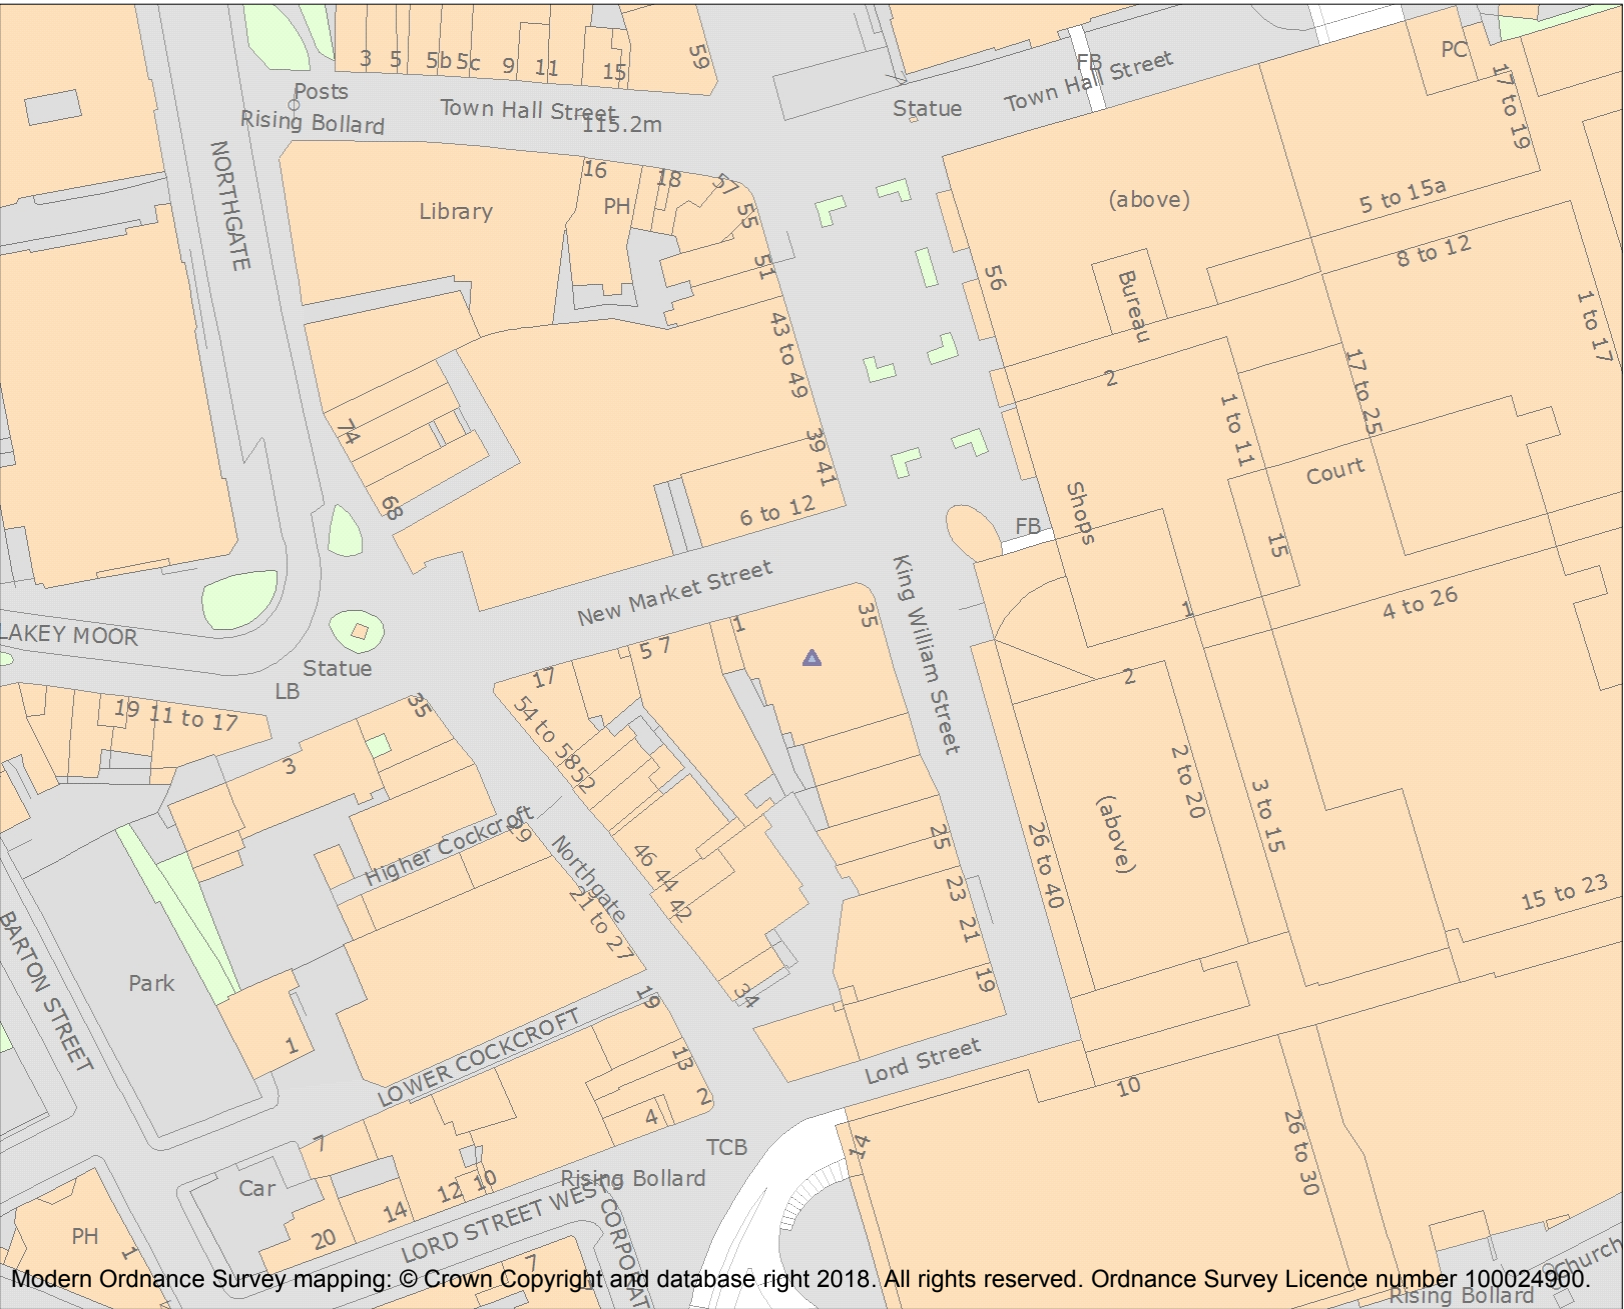 3 5 5b 5c 9 11 15 59
FB
PC
Posts
Town Hall Street
Town Hall Street
Statue
17 to 19
Rising Bollard
115.2m
NORTHGATE
16
18
57
55
Library
PH
(above)
5 to 15a
8 to 12
51
56
Bureau
1 to 17
43 to 49
2
17 to 25
1 to 11
74
39 41
Court
68
6 to 12
Shops
FB
15
New Market Street
King William Street
35
1
4 to 26
LAKEY MOOR
1
5 7
Statue
LB
17
2
19 11 to 17
35
54 to 58
52
3
2 to 20
3 to 15
Higher Cockcroft
29
25
26 to 40
(above)
Northgate
46 44 42
23
21
15 to 23
21 to 27
BARTON STREET
Park
34
19
19
1
LOWER COCKCROFT
Lord Street
13
2
10
4
7
TCB
14
26 to 30
Car
12 10
Rising Bollard
14
LORD STREET WEST
20
PH
1
7
CORPORAT
Church
Modern Ordnance Survey mapping: © Crown Copyright and database right 2018. All rights reserved. Ordnance Survey Licence number 100024900.
Rising Bollard